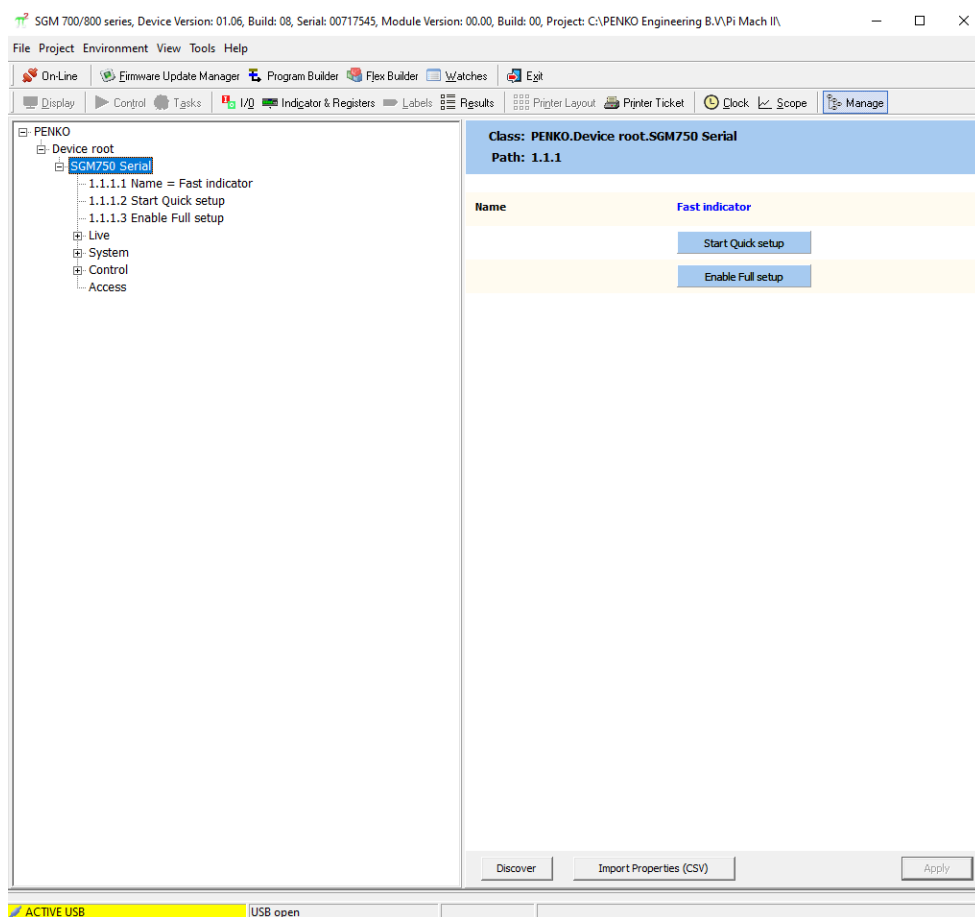 SGM 700/800 series, Device Version: 01.06, Build: 08, Serial: 00717545, Module Version: 00.00, Build: 00, Project: C:\PENKO Engineering B.V\Pi Mach II\
File Project Environment View Tools Help
On-Line Firmware Update Manager Program Builder Flex Builder Watches Exit
Display Control Tasks I/O Indicator & Registers Labels Results Printer Layout Printer Ticket Clock Scope Manage
PENKO
Device root
SGM750 Serial
1.1.1.1 Name = Fast indicator
1.1.1.2 Start Quick setup
1.1.1.3 Enable Full setup
Live
System
Control
Access
Class: PENKO.Device root.SGM750 Serial
Path: 1.1.1
Name Fast indicator
Start Quick setup
Enable Full setup
Discover Import Properties (CSV) Apply
ACTIVE USB USB open